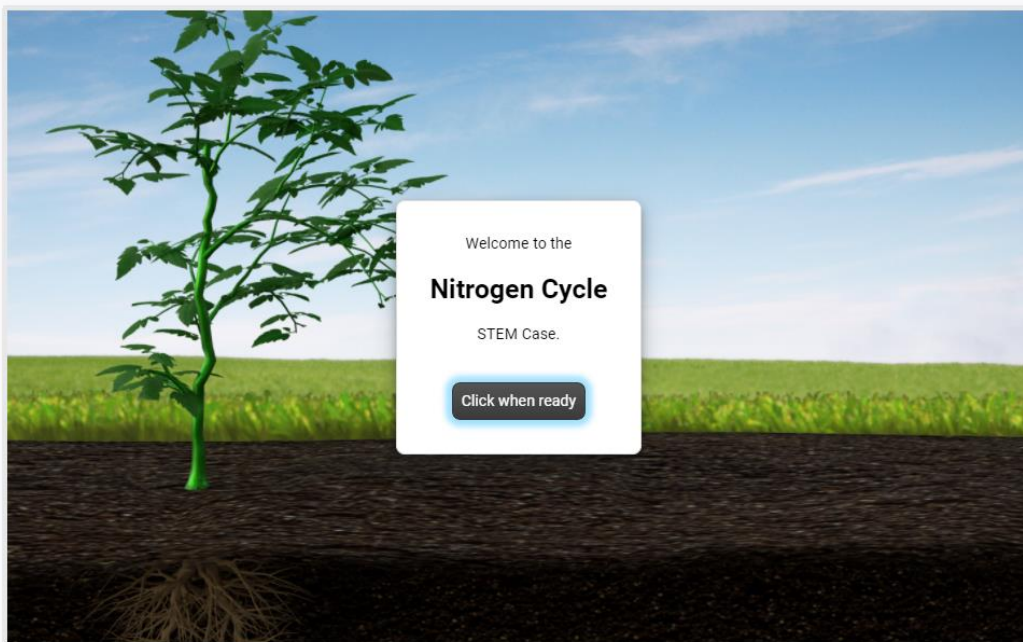 Welcome to the
Nitrogen Cycle
STEM Case.
Click when ready